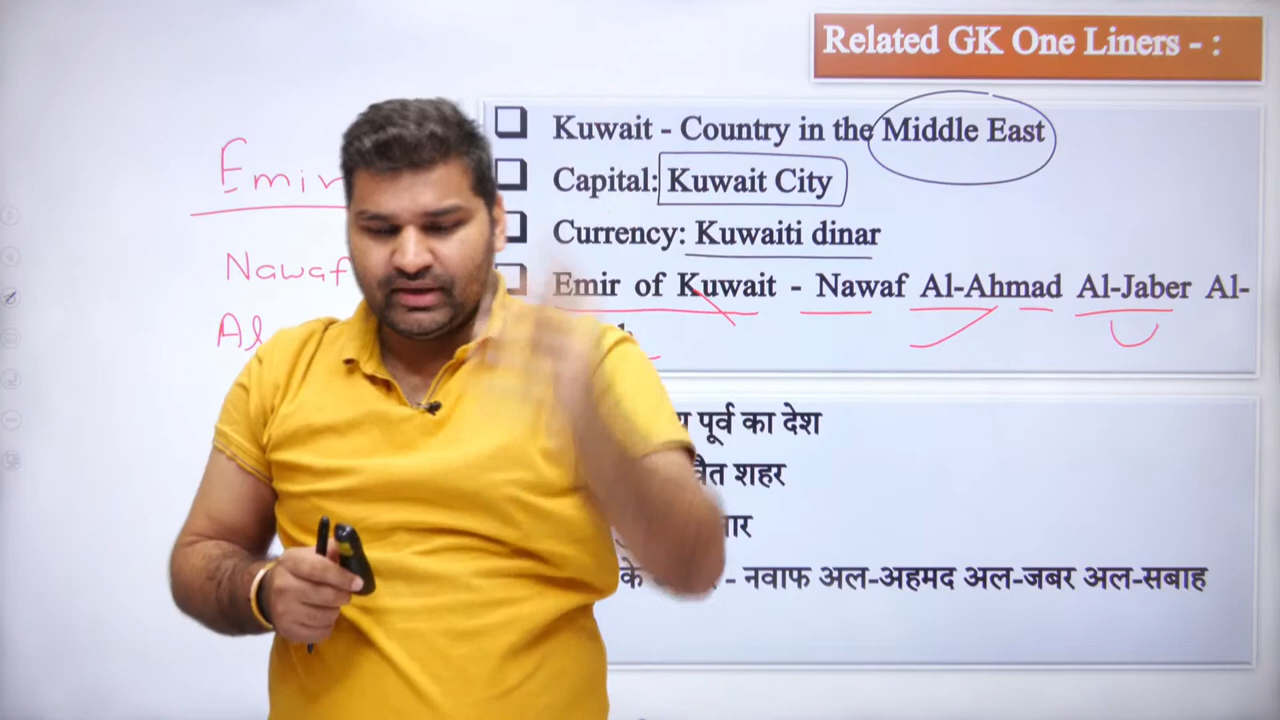 Related GK One Liners - :
Kuwait - Country in the Middle East
Capital: Kuwait City
Currency: Kuwaiti dinar
Emir of Kuwait - Nawaf Al-Ahmad Al-Jaber Al-
Emir
Nawaf
Al
पूर्व का देश
शहर
के - नवाफ अल-अहमद अल-जबर अल-सबाह